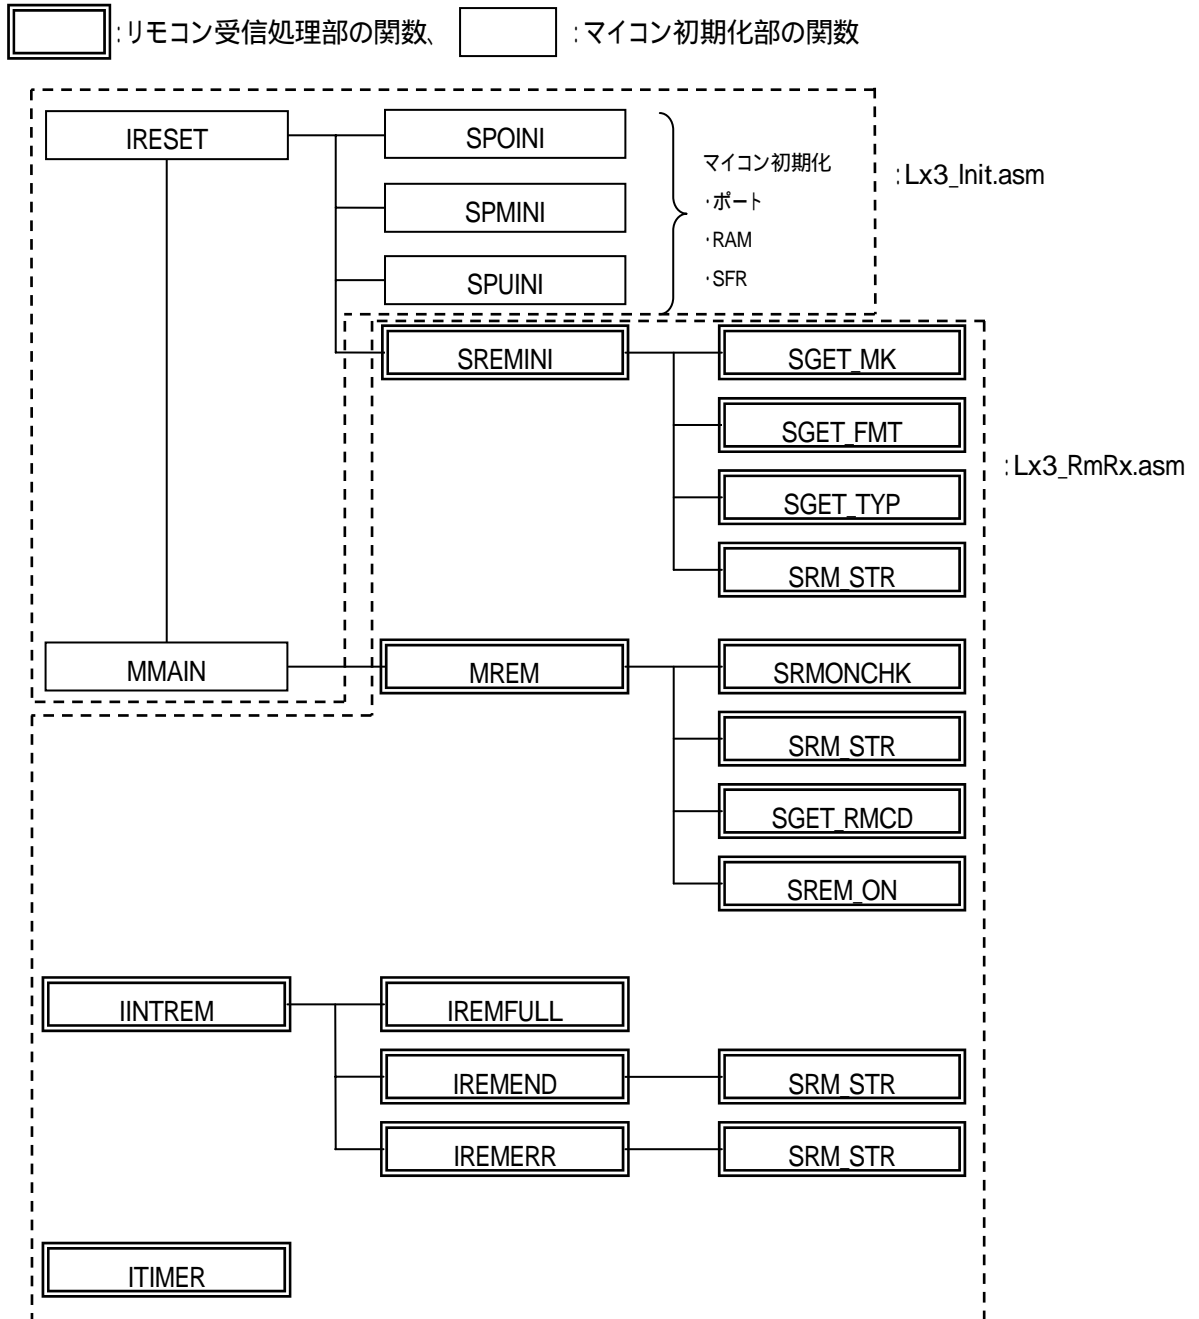 :リモコン受信処理部の関数、 :マイコン初期化部の関数
IRESET
SPOINI
SPMINI
SPUINI
マイコン初期化
・ポート
・RAM
・SFR
:Lx3_Init.asm
SREMINI
SGET_MK
SGET_FMT
SGET_TYP
SRM_STR
:Lx3_RmRx.asm
MMAIN
MREM
SRMONCHK
SRM_STR
SGET_RMCD
SREM_ON
IINTREM
IREMFULL
IREMEND
SRM_STR
IREMERR
SRM_STR
ITIMER